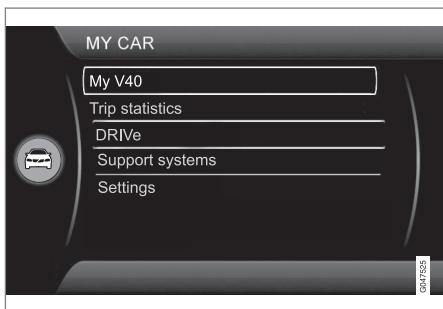 MY CAR
My V40
Trip statistics
DRIVe
Support systems
Settings
G047525